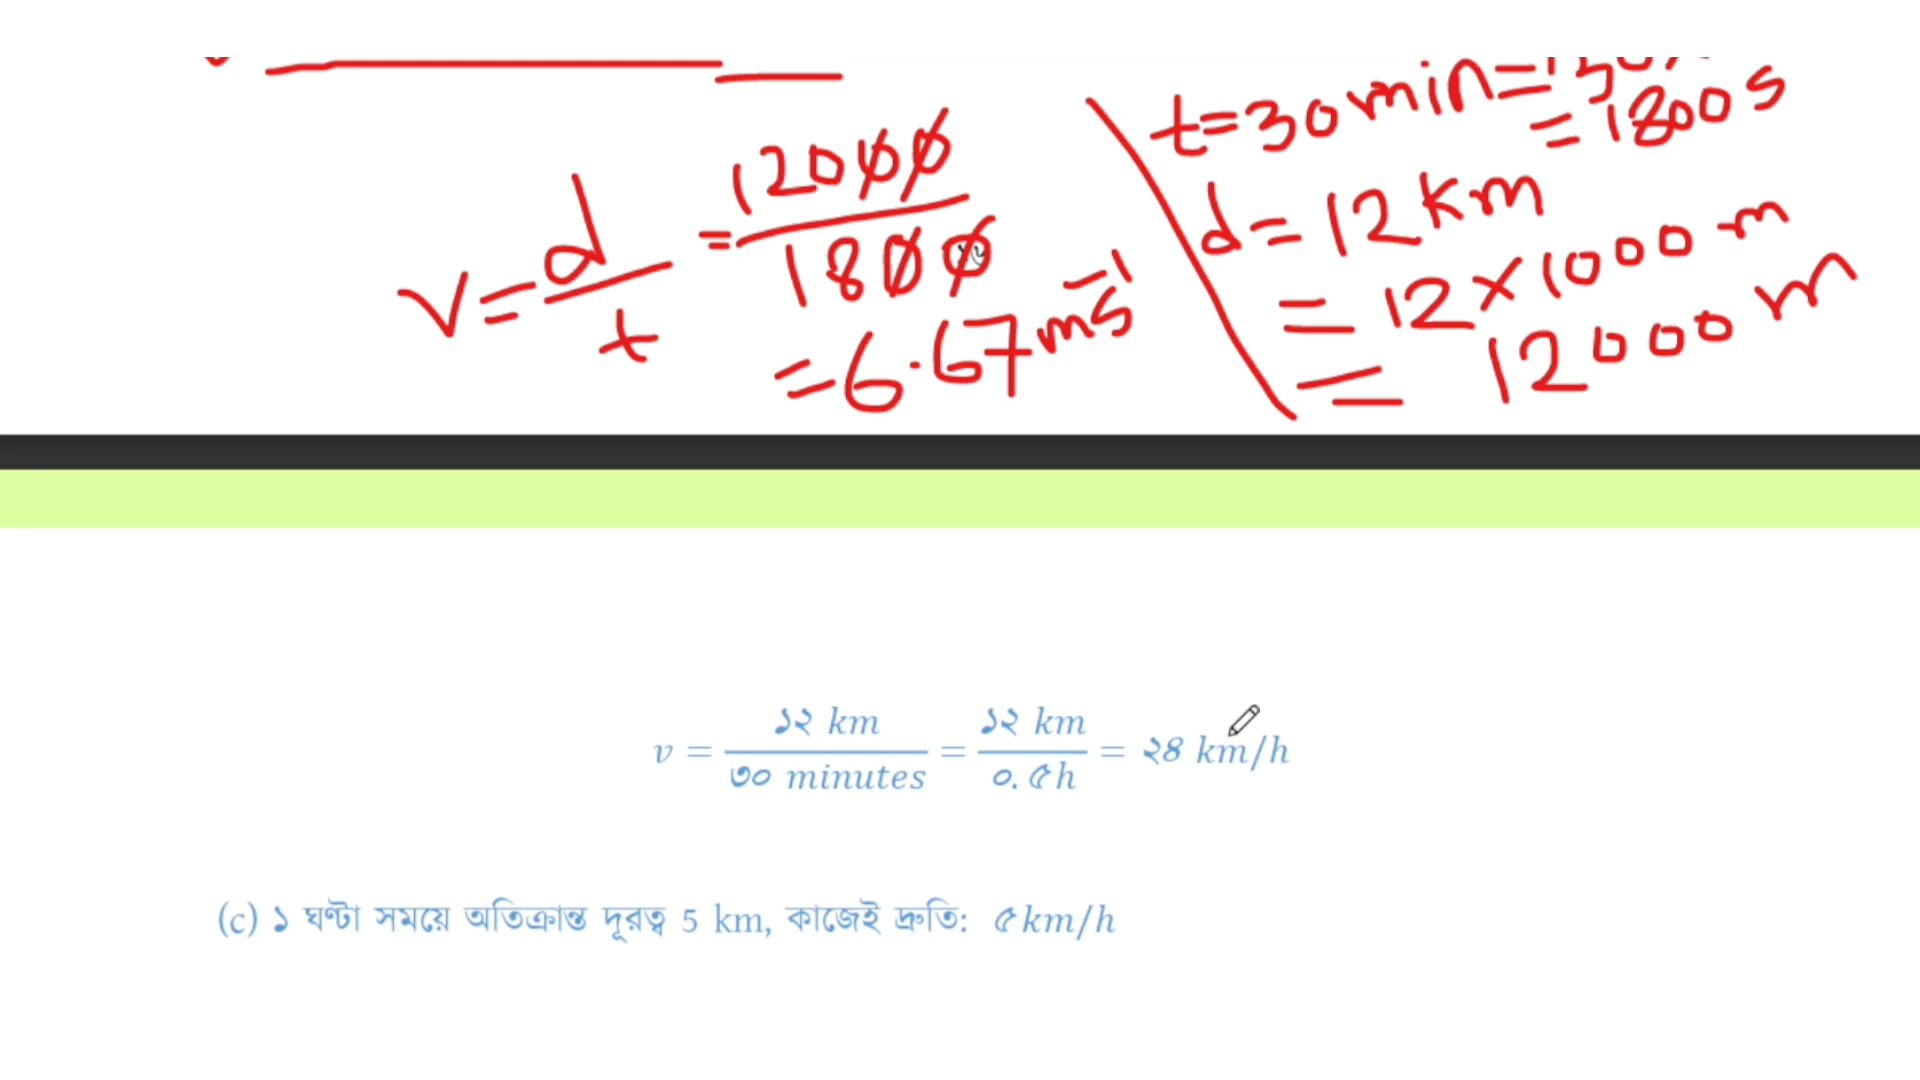 t=30min=
=1800s
v=d/t =12000/1800
=6.67ms⁻¹
d=12km
=12×1000m
= 12000m
v = ১২ km/৩০ minutes = ১২ km/০.৫h = ২৪ km/h
(c) ১ ঘণ্টা সময়ে অতিক্রান্ত দূরত্ব 5 km, কাজেই দ্রুতি: ৫km/h